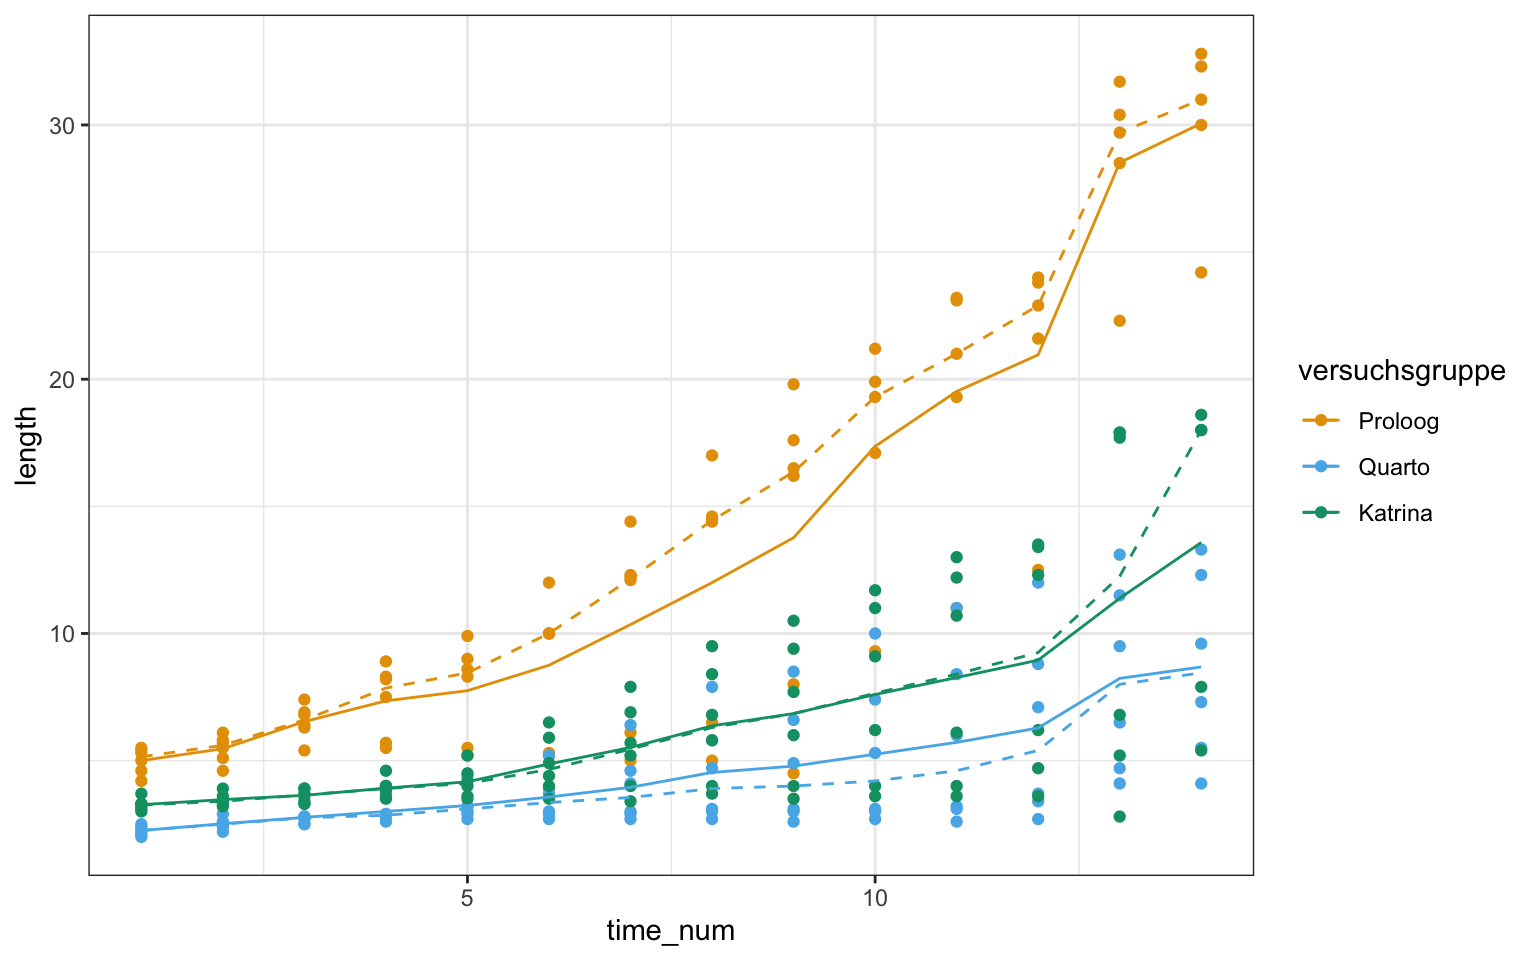 30
20
10
length
5
10
time_num
versuchsgruppe
Proloog
Quarto
Katrina